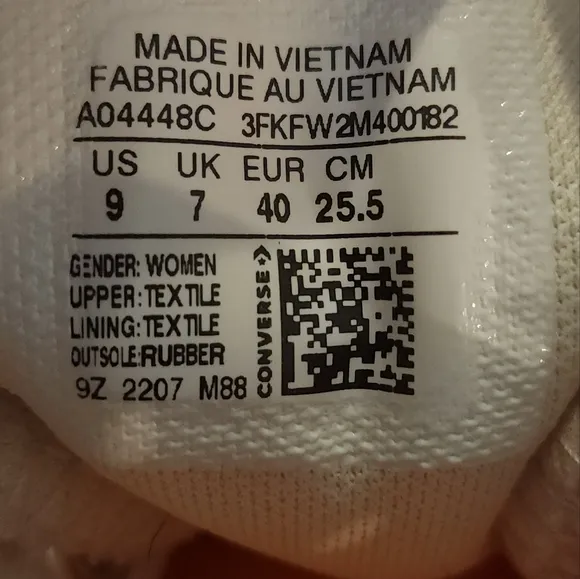 MADE IN VIETNAM
FABRIQUE AU VIETNAM
A04448C 3FKFW2M400182
US UK EUR CM
9 7 40 25.5
GENDER: WOMEN
UPPER: TEXTILE
LINING: TEXTILE
OUTSOLE: RUBBER
9Z 2207 M88
CONVERSE